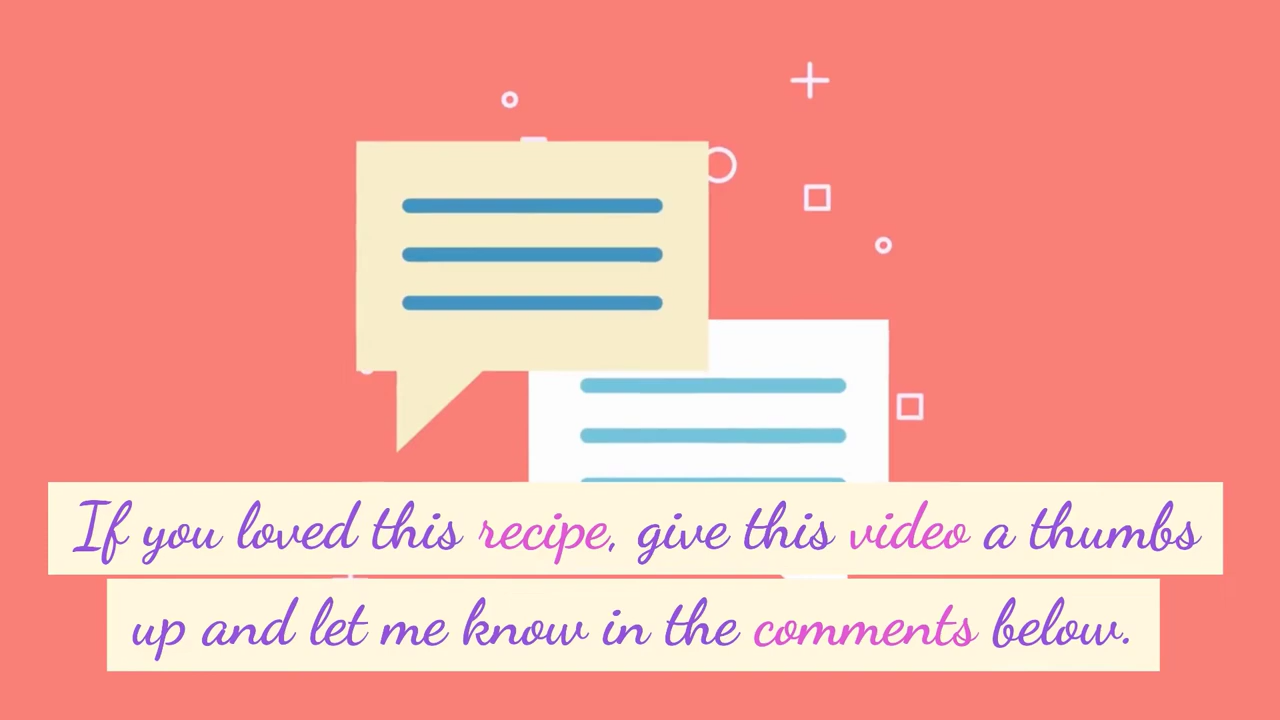 If you loved this recipe, give this video a thumbs
up and let me know in the comments below.